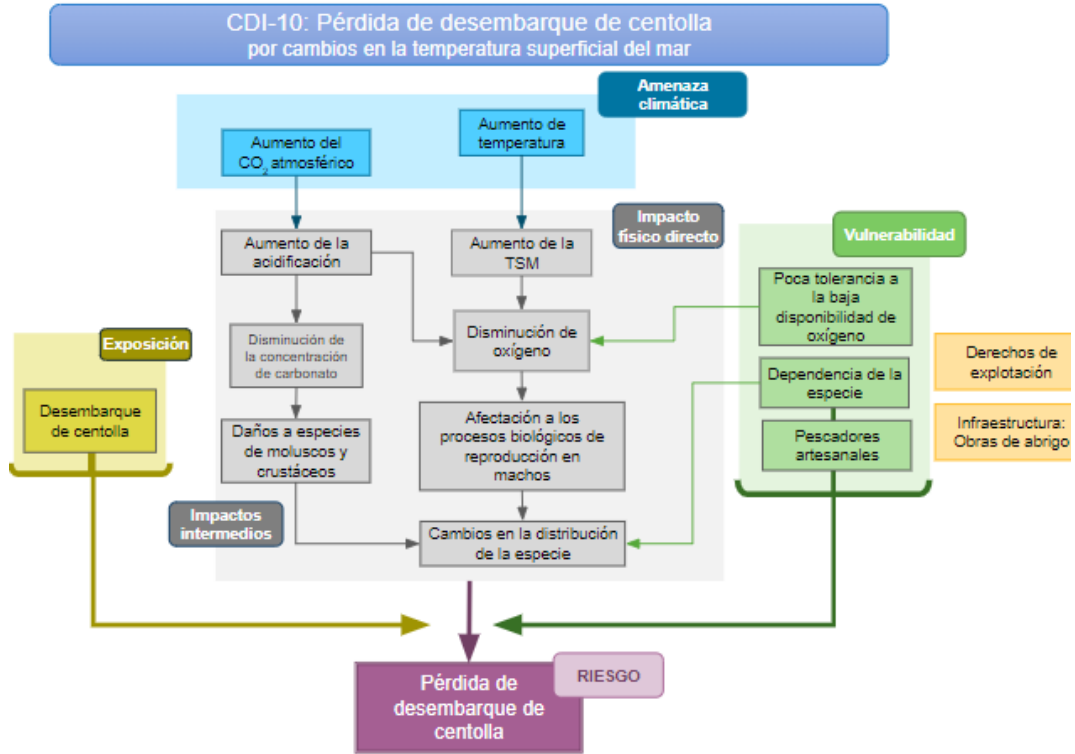 CDI-10: Pérdida de desembarque de centolla
por cambios en la temperatura superficial del mar
Amenaza
climática
Aumento del
CO₂ atmosférico
Aumento de
temperatura
Impacto
físico directo
Aumento de la
acidificación
Aumento de la
TSM
Vulnerabilidad
Poca tolerancia a
la baja
disponibilidad de
oxígeno
Disminución de
la concentración
de carbonato
Disminución de
oxígeno
Exposición
Desembarque
de centolla
Derechos de
explotación
Dependencia de la
especie
Daños a especies
de moluscos y
crustáceos
Afectación a los
procesos biológicos de
reproducción en
machos
Pescadores
artesanales
Infraestructura:
Obras de abrigo
Impactos
intermedios
Cambios en la distribución
de la especie
RIESGO
Pérdida de
desembarque de
centolla